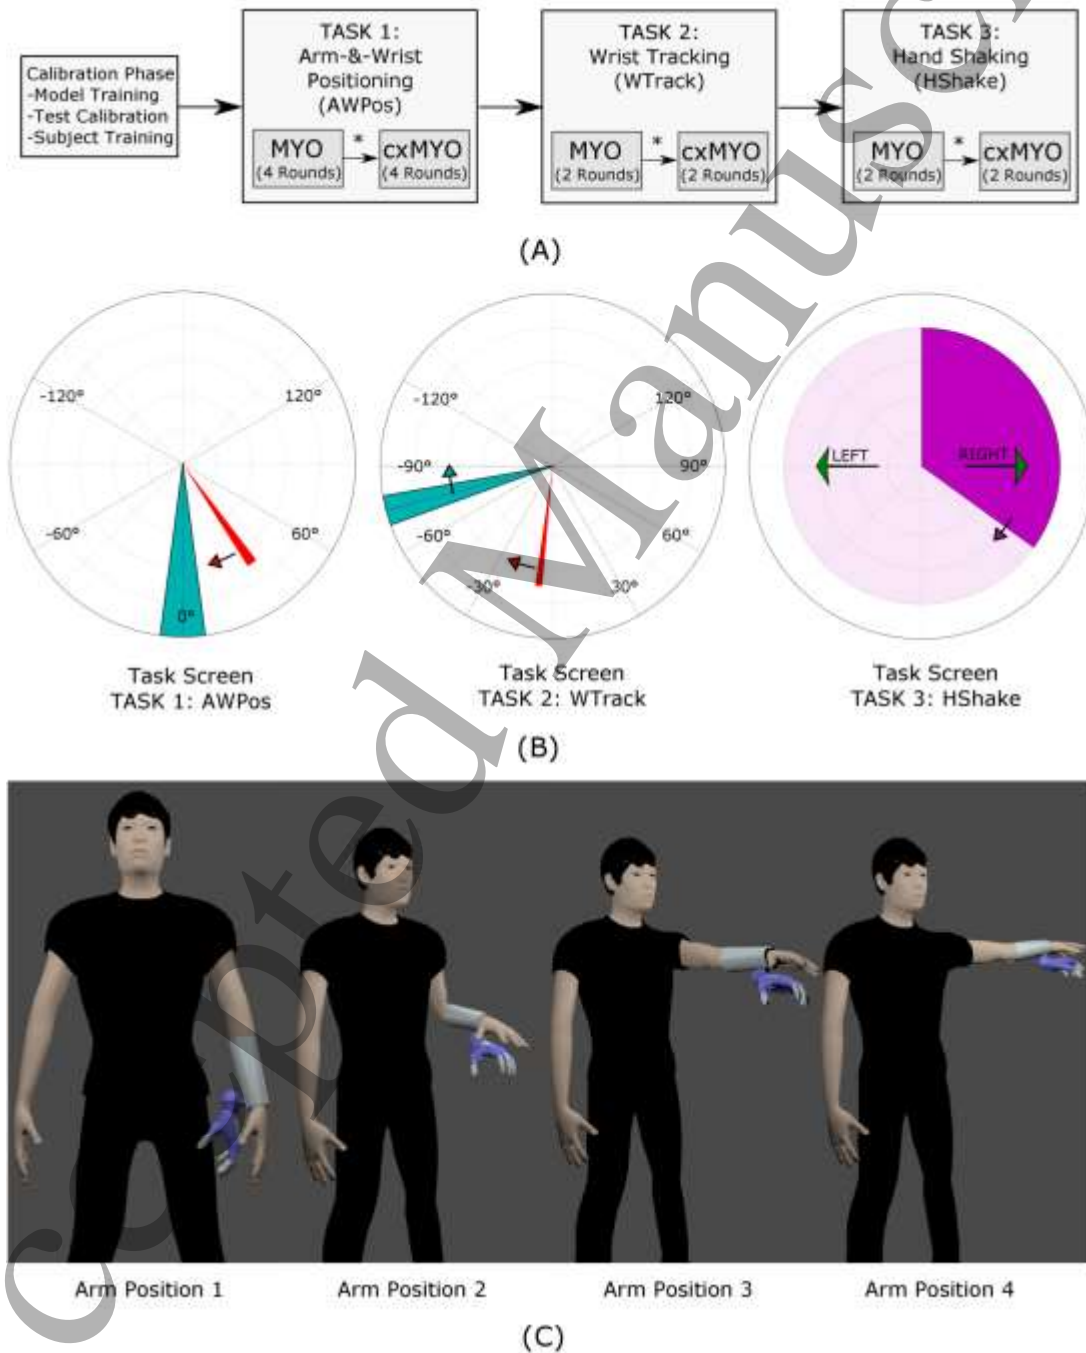 TASK 1:
Arm-&-Wrist
Positioning
(AWPos)
TASK 2:
Wrist Tracking
(WTrack)
TASK 3:
Hand Shaking
(HShake)
Calibration Phase
-Model Training
-Test Calibration
-Subject Training
MYO
(4 Rounds)
*
cxMYO
(4 Rounds)
MYO
(2 Rounds)
*
cxMYO
(2 Rounds)
MYO
(2 Rounds)
*
cxMYO
(2 Rounds)
(A)
-120° 120°
-60° 60°
0°
-120° 120°
-90° 90°
-60° 60°
-30° 30°
LEFT RIGHT
Task Screen
TASK 1: AWPos
Task Screen
TASK 2: WTrack
Task Screen
TASK 3: HShake
(B)
Arm Position 1
Arm Position 2
Arm Position 3
Arm Position 4
(C)
cepted Manusc